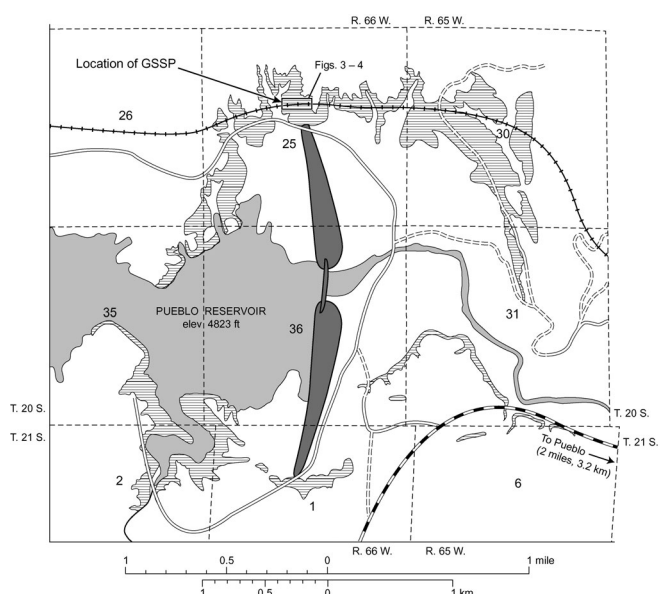 R. 66 W. R. 65 W.
Location of GSSP
Figs. 3 – 4
26
25
30
35
PUEBLO RESERVOIR
elev. 4823 ft
36
31
T. 20 S.
T. 20 S.
T. 21 S.
T. 21 S.
To Pueblo
(2 miles, 3.2 km)
2
1
6
R. 66 W. R. 65 W.
1 0.5 0 1 mile
1 0.5 0 1 km